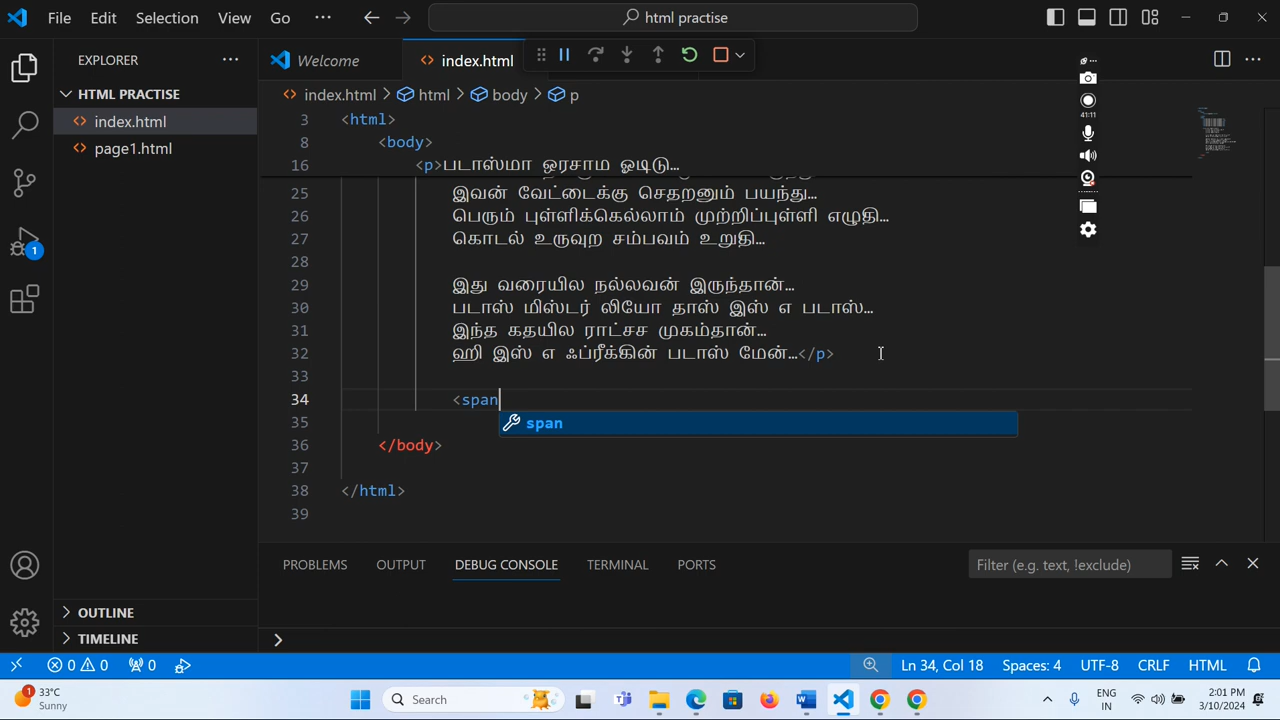 File Edit Selection View Go ... html practise
EXPLORER ...
Welcome
index.html
HTML PRACTISE
index.html
page1.html
index.html > html > body > p
3 <html>
8 <body>
16 <p>படாஸ்மா ஒரசாம ஓடிடு...
25 இவன் வேட்டைக்கு செதறனும் பயந்து...
26 பெரும் புள்ளிக்கெல்லாம் முற்றிப்புள்ளி எழுதி...
27 கொடல் உருவுற சம்பவம் உறுதி...
28
29 இது வரையில நல்லவன் இருந்தான்...
30 படாஸ் மிஸ்டர் லியோ தாஸ் இஸ் எ படாஸ்...
31 இந்த கதயில ராட்சச முகம்தான்...
32 ஹி இஸ் எ ஃப்ரீக்கின் படாஸ் மேன்...</p>
33
34 <span
35 span
36 </body>
37
38 </html>
39
41:11
1
PROBLEMS OUTPUT DEBUG CONSOLE TERMINAL PORTS
Filter (e.g. text, !exclude)
OUTLINE
TIMELINE
>
0 0 0 Ln 34, Col 18 Spaces: 4 UTF-8 CRLF HTML
1 33°C
Sunny
Search
ENG
IN
2:01 PM
3/10/2024